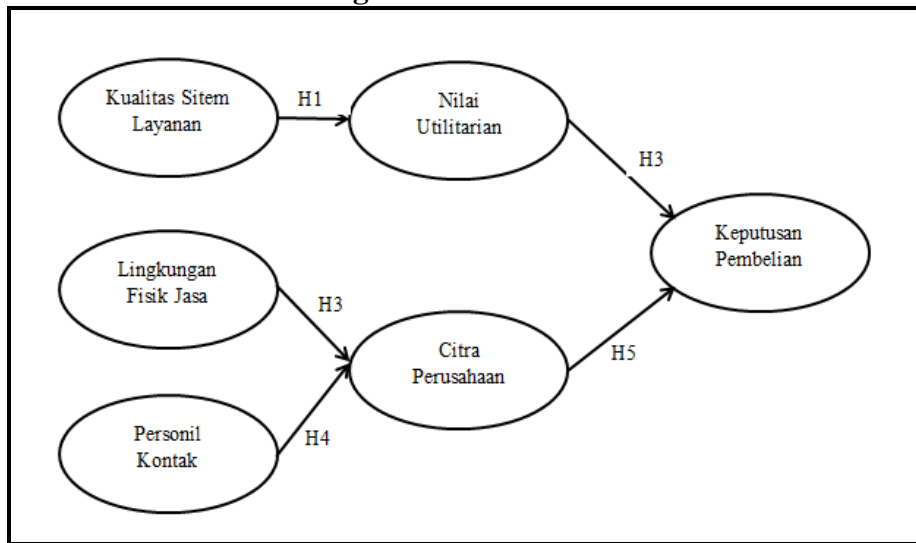 Kualitas Sitem
Layanan
H1
Nilai
Utilitarian
H3
Keputusan
Pembelian
Lingkungan
Fisik Jasa
H3
Citra
Perusahaan
H5
Personil
Kontak
H4